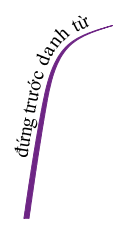 đứng trước danh từ